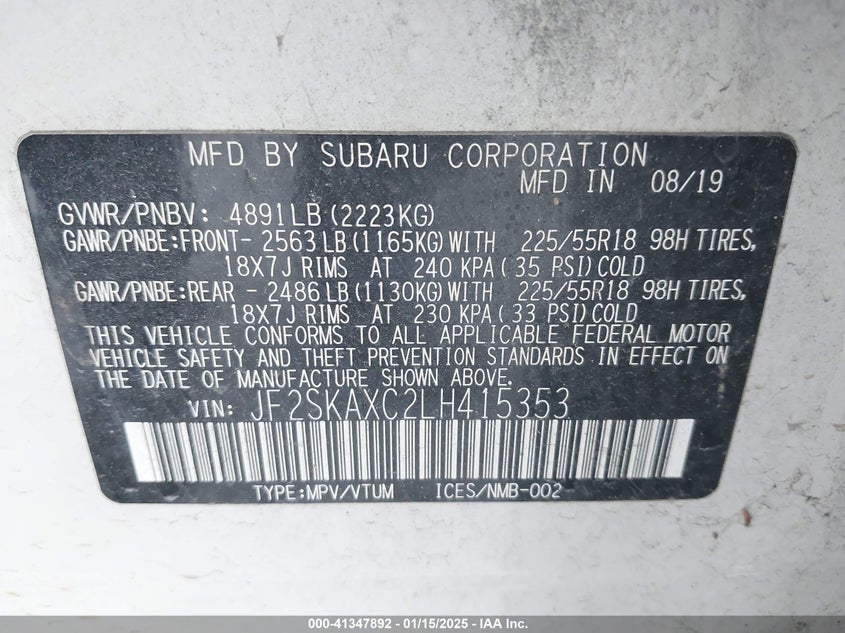 MFD BY SUBARU CORPORATION
MFD IN 08/19
GVWR/PNBV: 4891LB (2223KG)
GAWR/PNBE:FRONT- 2563 LB (1165KG) WITH 225/55R18 98H TIRES,
18X7J RIMS AT 240 KPA ( 35 PSI) COLD
GAWR/PNBE:REAR - 2486 LB (1130KG) WITH 225/55R18 98H TIRES,
18X7J RIMS AT 230 KPA ( 33 PSI) COLD
THIS VEHICLE CONFORMS TO ALL APPLICABLE FEDERAL MOTOR
VEHICLE SAFETY AND THEFT PREVENTION STANDARDS IN EFFECT ON
THE DATE OF MANUFACTURE SHOWN ABOVE.
VIN: JF2SKAXC2LH415353
TYPE:MPV/VTUM ICES/NMB-002
000-41347892 - 01/15/2025 - IAA Inc.